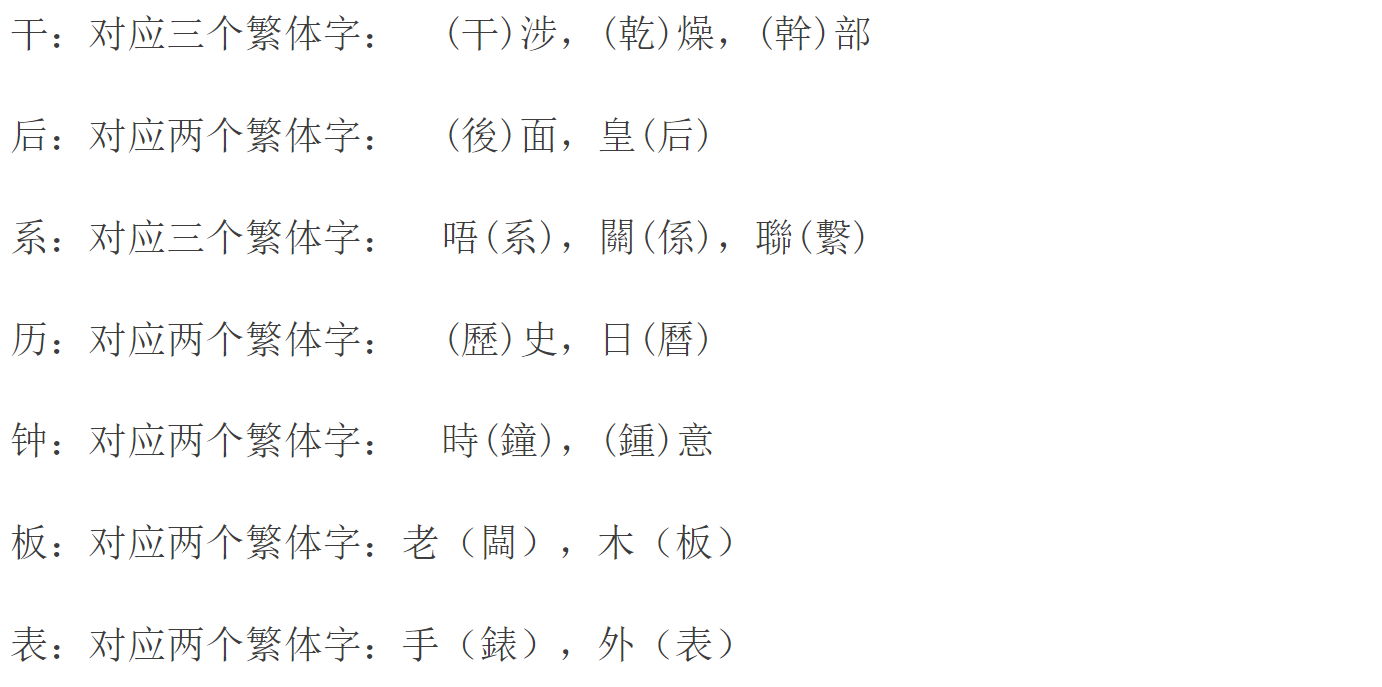 干：对应三个繁体字：　(干)涉，(乾)燥，(幹)部
后：对应两个繁体字：　(後)面，皇(后)
系：对应三个繁体字：　唔(系)，關(係)，聯(繫)
历：对应两个繁体字：　(歷)史，日(曆)
钟：对应两个繁体字：　時(鐘)，(鍾)意
板：对应两个繁体字：老（闆），木（板）
表：对应两个繁体字：手（錶），外（表）